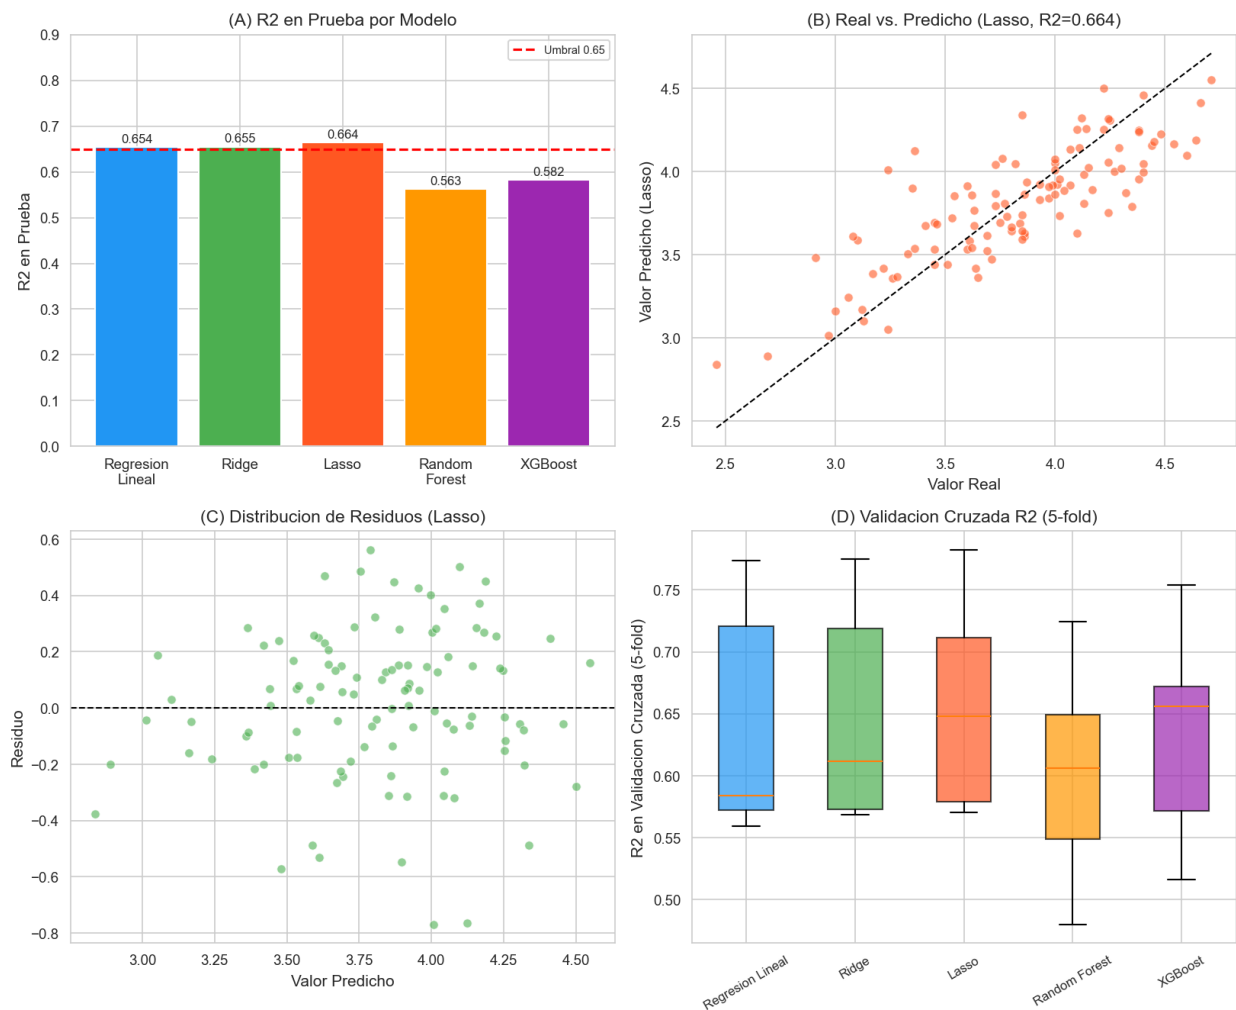 (A) R2 en Prueba por Modelo
R2 en Prueba
0.9
0.8
0.7
0.6
0.5
0.4
0.3
0.2
0.1
0.0
Umbral 0.65
0.654
0.655
0.664
0.563
0.582
Regresion
Lineal
Ridge
Lasso
Random
Forest
XGBoost
(B) Real vs. Predicho (Lasso, R2=0.664)
Valor Predicho (Lasso)
4.5
4.0
3.5
3.0
2.5
2.5
3.0
3.5
4.0
4.5
Valor Real
(C) Distribucion de Residuos (Lasso)
Residuo
0.6
0.4
0.2
0.0
−0.2
−0.4
−0.6
−0.8
3.00
3.25
3.50
3.75
4.00
4.25
4.50
Valor Predicho
(D) Validacion Cruzada R2 (5-fold)
R2 en Validacion Cruzada (5-fold)
0.75
0.70
0.65
0.60
0.55
0.50
Regresion Lineal
Ridge
Lasso
Random Forest
XGBoost